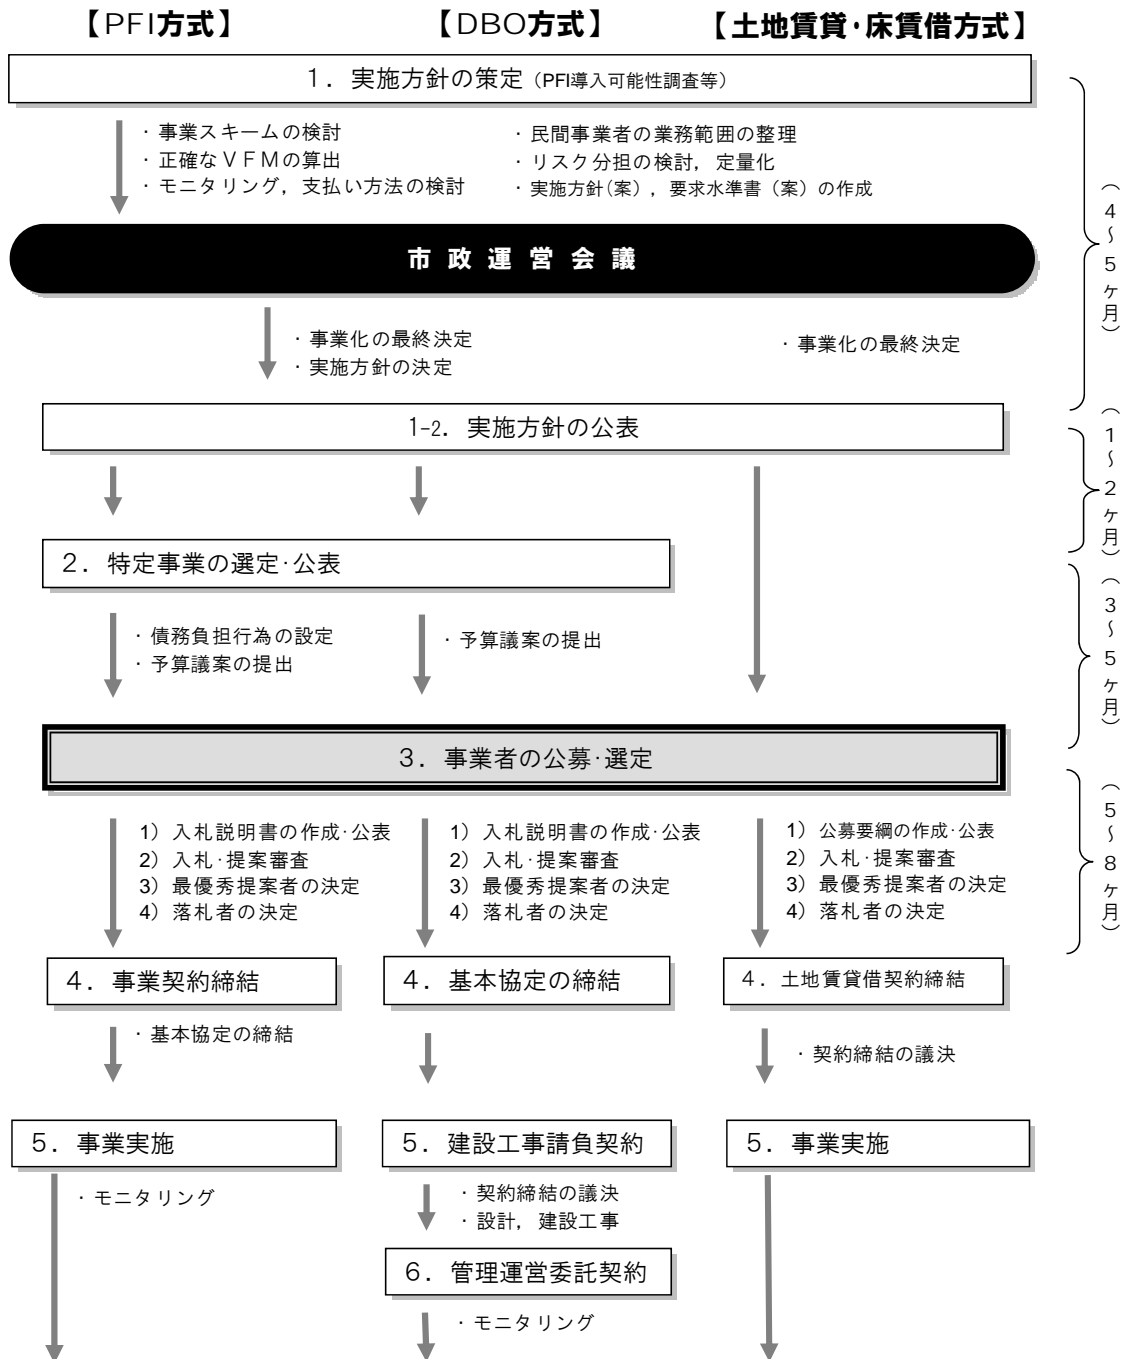 【PFI方式】 【DBO方式】 【土地賃貸･床賃借方式】
１．実施方針の策定（PFI導入可能性調査等）
・事業スキームの検討
・正確なＶＦＭの算出
・モニタリング，支払い方法の検討
・民間事業者の業務範囲の整理
・リスク分担の検討，定量化
・実施方針（案），要求水準書（案）の作成
市政運営会議
（４～５ヶ月）
・事業化の最終決定
・実施方針の決定
・事業化の最終決定
1-2．実施方針の公表
（１～２ヶ月）
２．特定事業の選定･公表
・債務負担行為の設定
・予算議案の提出
・予算議案の提出
（３～５ヶ月）
３．事業者の公募･選定
1）入札説明書の作成･公表
2）入札･提案審査
3）最優秀提案者の決定
4）落札者の決定
1）入札説明書の作成･公表
2）入札･提案審査
3）最優秀提案者の決定
4）落札者の決定
1）公募要綱の作成･公表
2）入札･提案審査
3）最優秀提案者の決定
4）落札者の決定
（５～８ヶ月）
４．事業契約締結
４．基本協定の締結
４．土地賃貸借契約締結
・基本協定の締結
・契約締結の議決
５．事業実施
５．建設工事請負契約
５．事業実施
・モニタリング
・契約締結の議決
・設計，建設工事
６．管理運営委託契約
・モニタリング